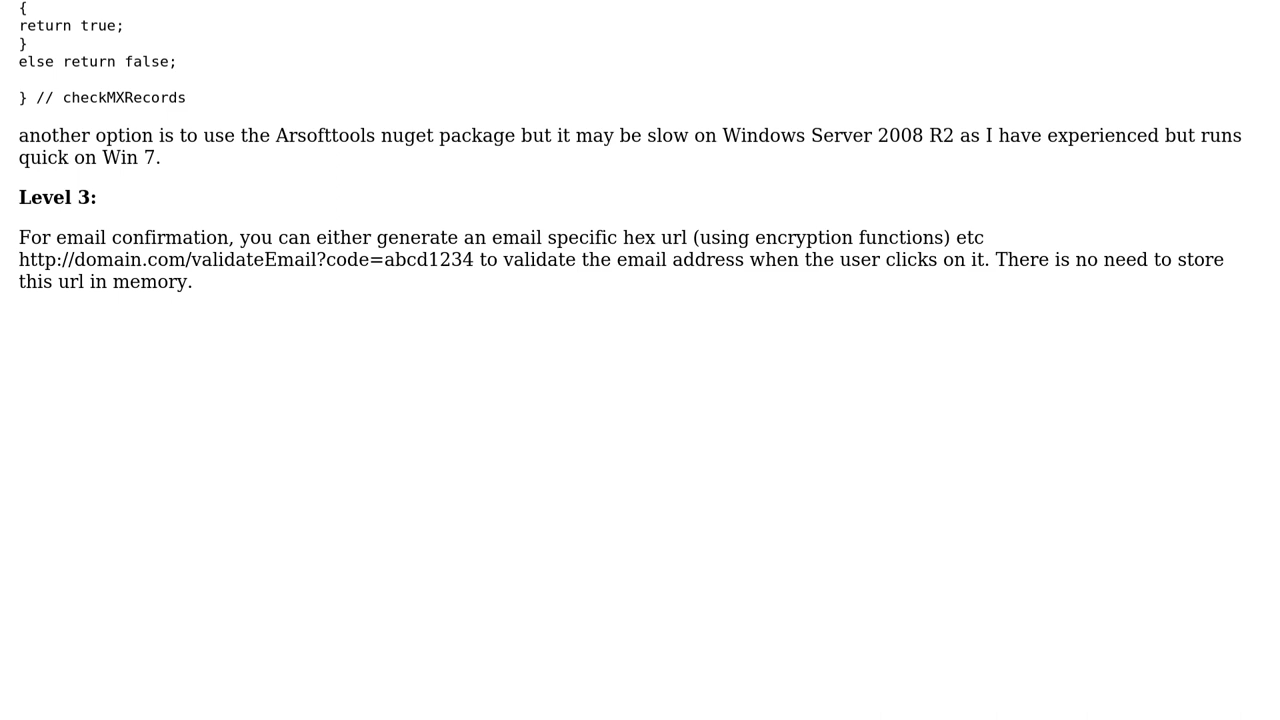 {
return true;
}
else return false;
} // checkMXRecords
another option is to use the Arsofttools nuget package but it may be slow on Windows Server 2008 R2 as I have experienced but runs
quick on Win 7.
Level 3:
For email confirmation, you can either generate an email specific hex url (using encryption functions) etc
http://domain.com/validateEmail?code=abcd1234 to validate the email address when the user clicks on it. There is no need to store
this url in memory.